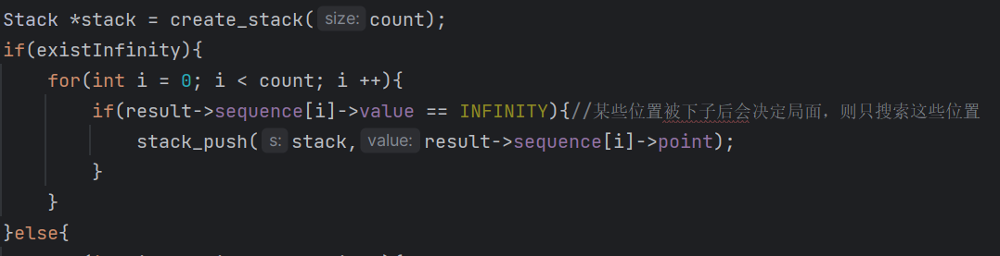 Stack *stack = create_stack( size: count);
if(existInfinity){
    for(int i = 0; i < count; i ++){
        if(result->sequence[i]->value == INFINITY){//某些位置被下子后会决定局面，则只搜索这些位置
            stack_push( s: stack, value: result->sequence[i]->point);
        }
    }
}else{